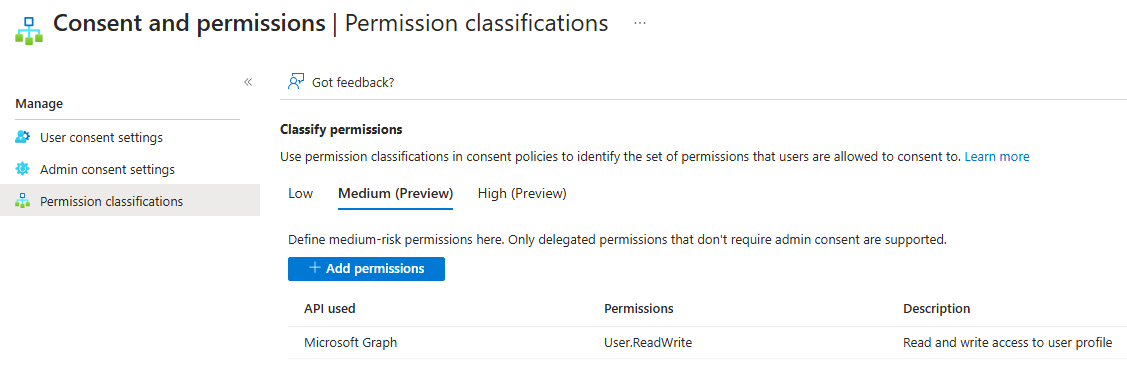 Consent and permissions | Permission classifications ...
«
Got feedback?
Manage
User consent settings
Admin consent settings
Permission classifications
Classify permissions
Use permission classifications in consent policies to identify the set of permissions that users are allowed to consent to. Learn more
Low Medium (Preview) High (Preview)
Define medium-risk permissions here. Only delegated permissions that don't require admin consent are supported.
+ Add permissions
API used Permissions Description
Microsoft Graph User.ReadWrite Read and write access to user profile